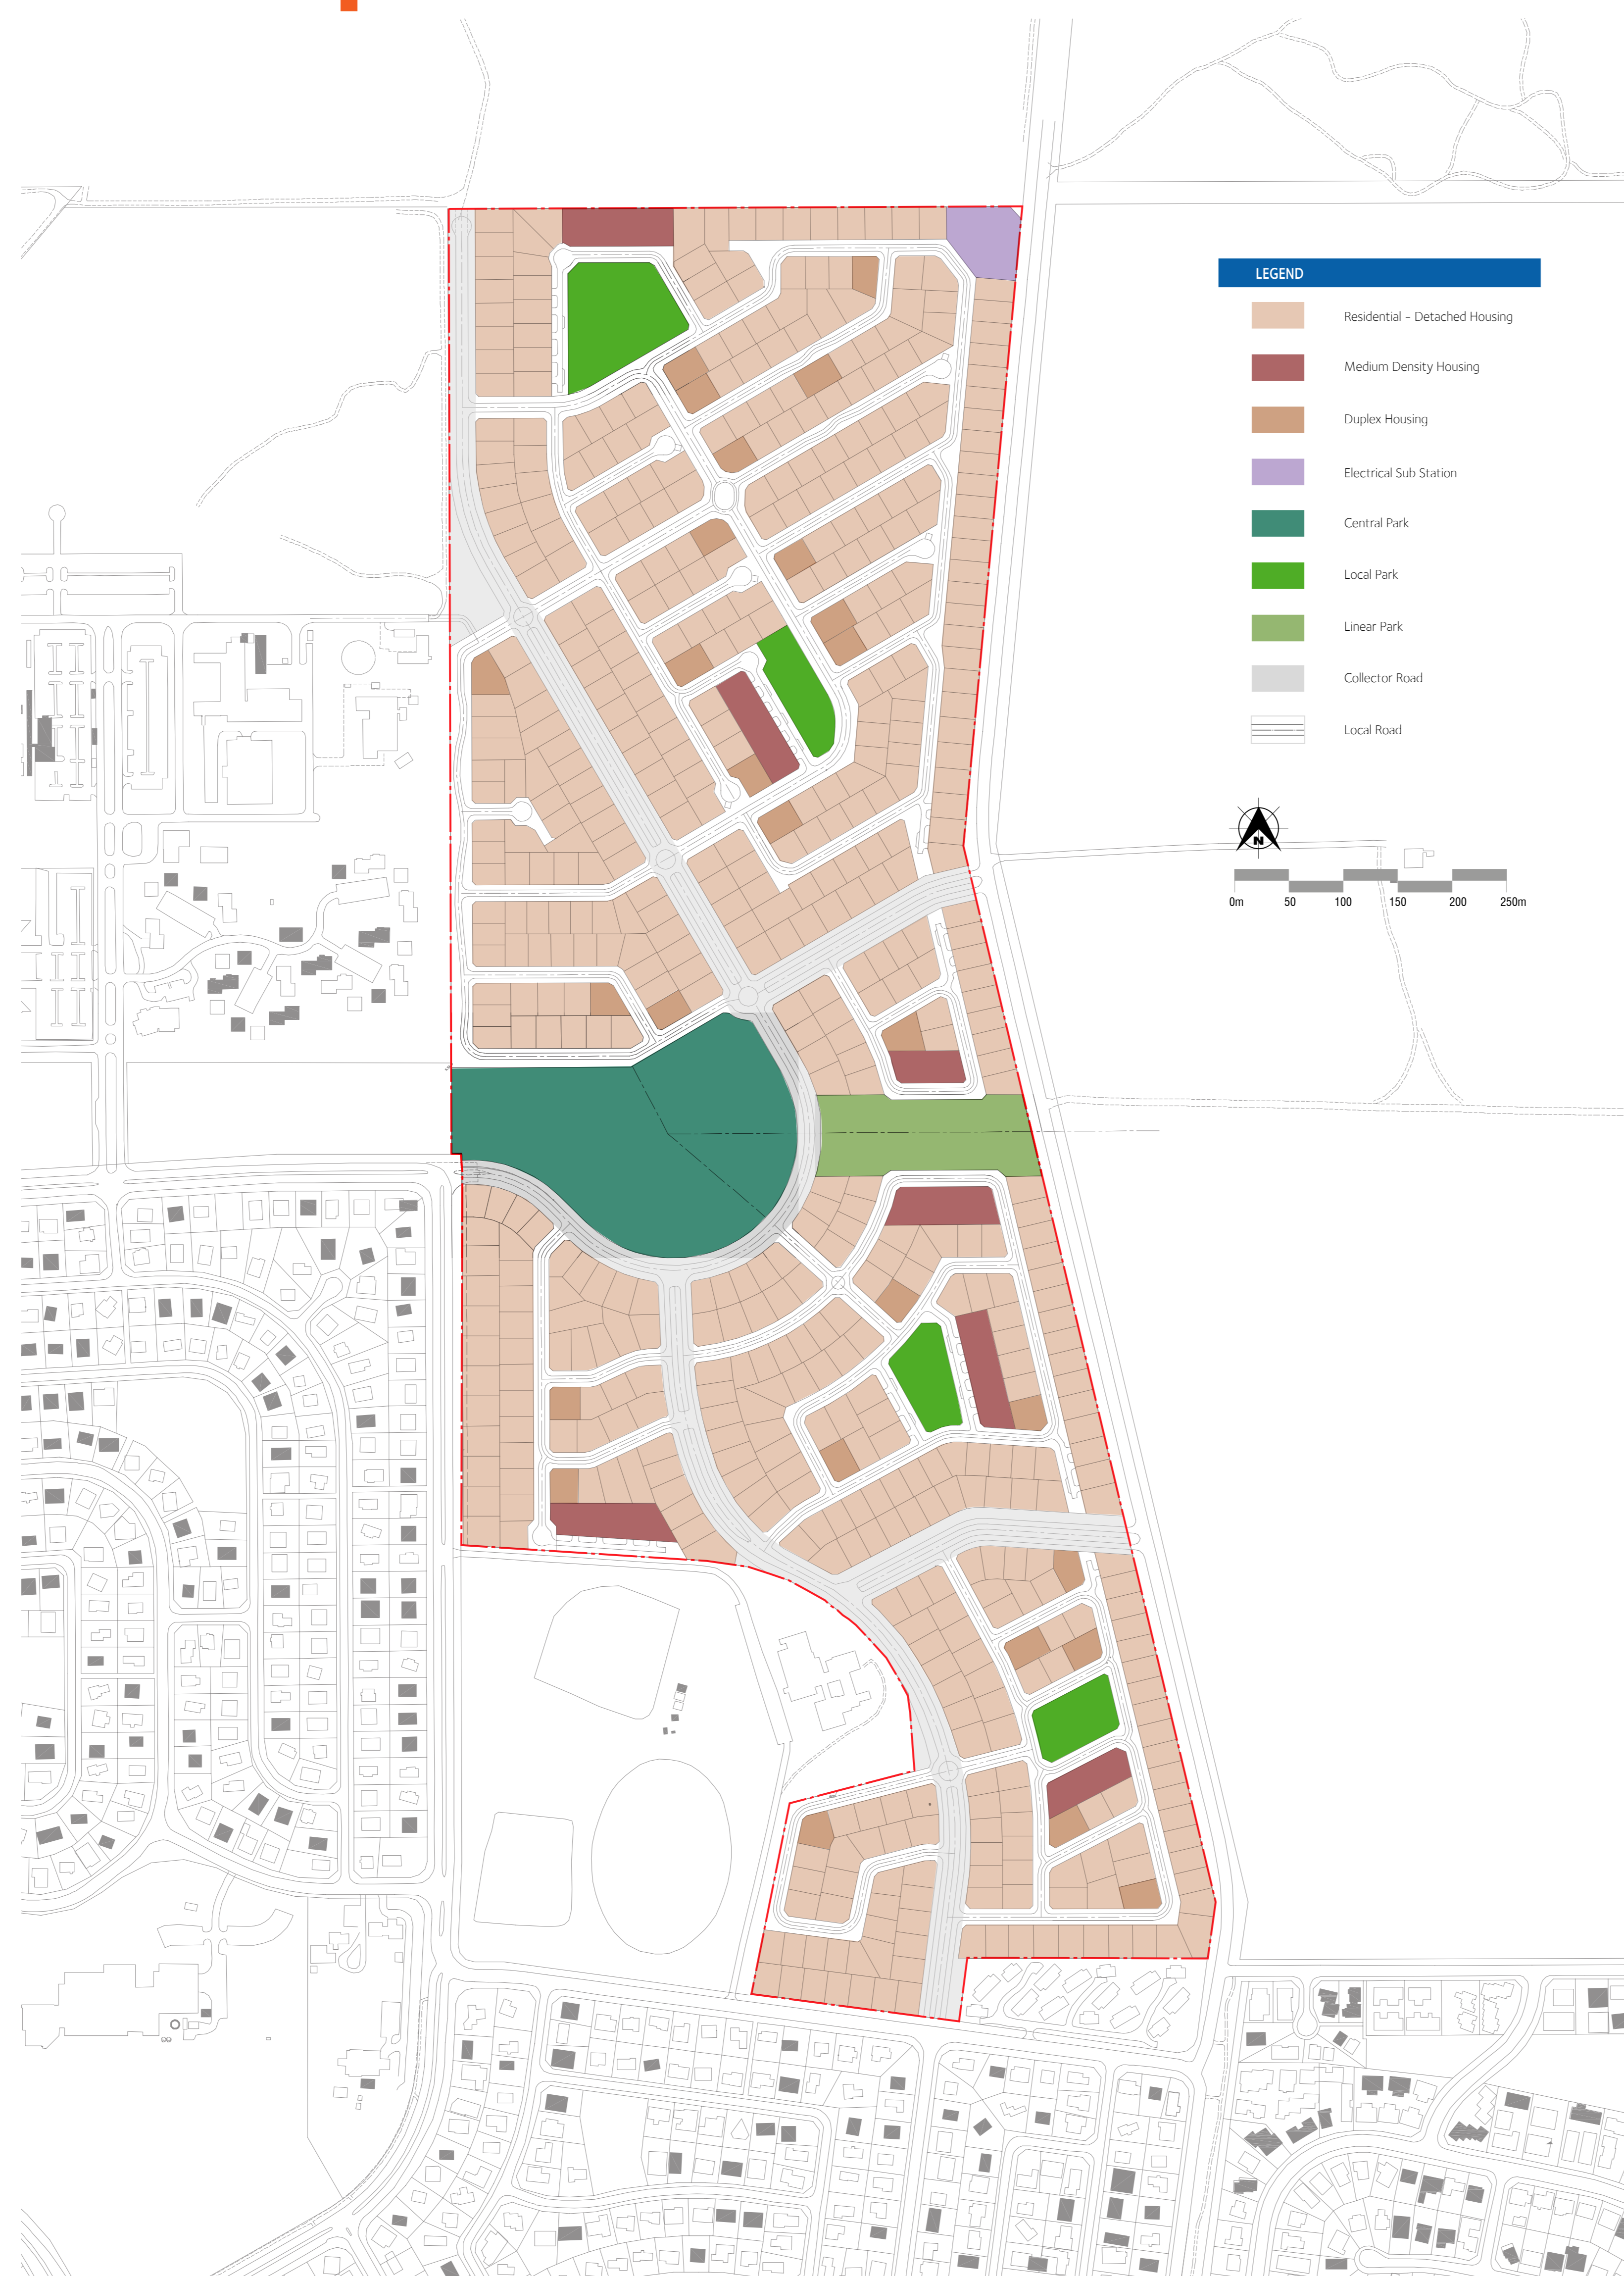 LEGEND
Residential - Detached Housing
Medium Density Housing
Duplex Housing
Electrical Sub Station
Central Park
Local Park
Linear Park
Collector Road
Local Road
N
0m 50 100 150 200 250m